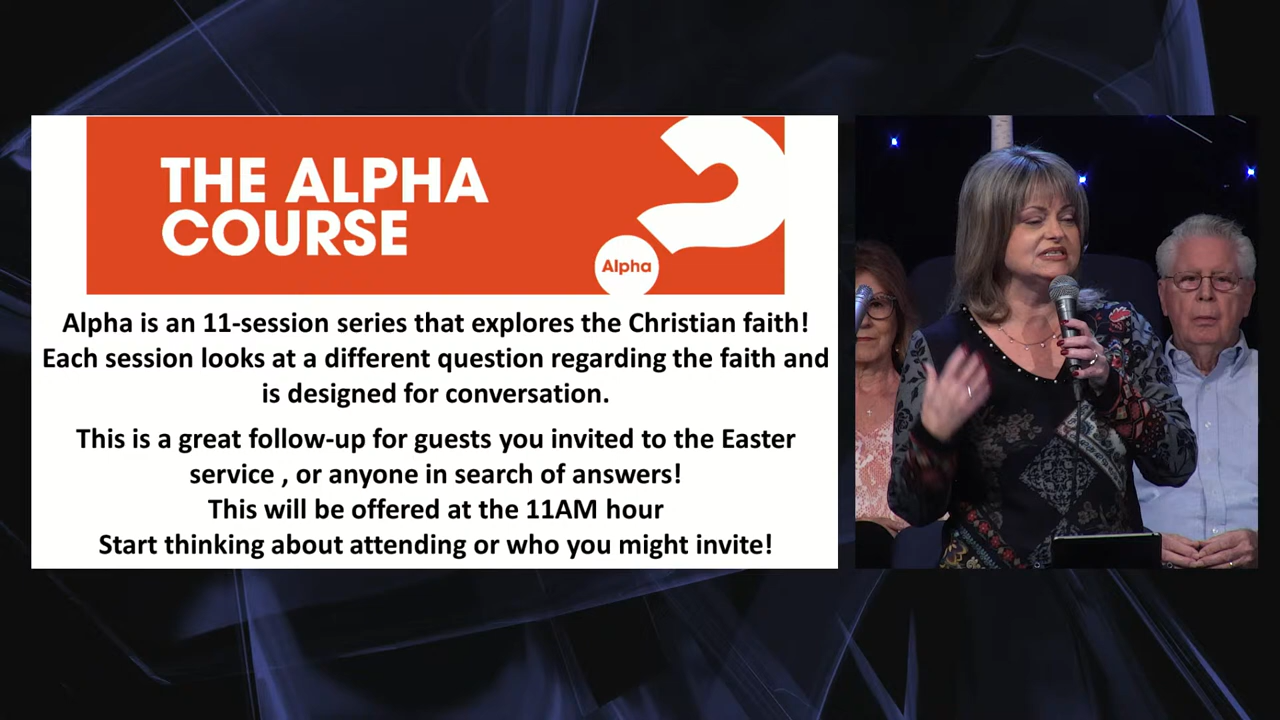 THE ALPHA
COURSE
Alpha
Alpha is an 11-session series that explores the Christian faith!
Each session looks at a different question regarding the faith and
is designed for conversation.
This is a great follow-up for guests you invited to the Easter
service , or anyone in search of answers!
This will be offered at the 11AM hour
Start thinking about attending or who you might invite!